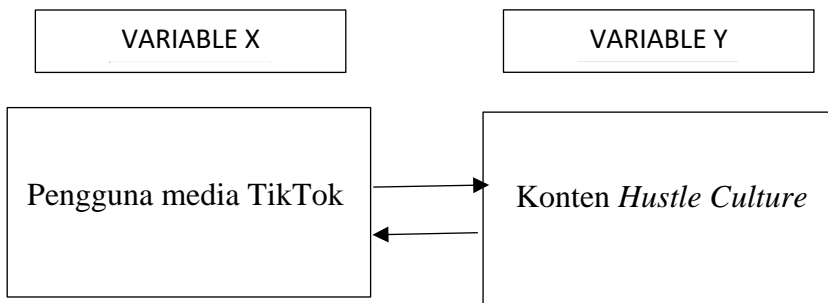 VARIABLE X
VARIABLE Y
Pengguna media TikTok
Konten Hustle Culture